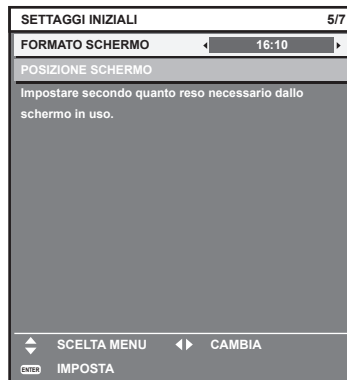 SETTAGGI INIZIALI 5/7
FORMATO SCHERMO 16:10
POSIZIONE SCHERMO
Impostare secondo quanto reso necessario dallo
schermo in uso.
SCELTA MENU CAMBIA
ENTER IMPOSTA